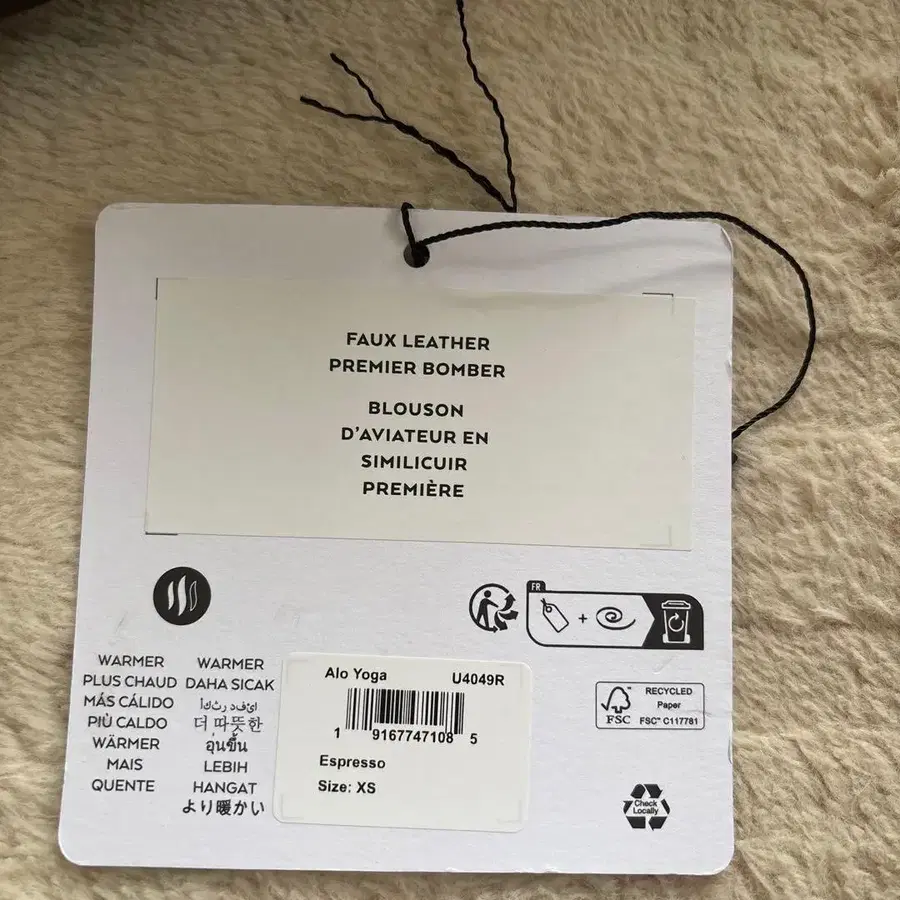 FAUX LEATHER
PREMIER BOMBER
BLOUSON
D'AVIATEUR EN
SIMILICUIR
PREMIÈRE
FR
WARMER
PLUS CHAUD
MÁS CÁLIDO
PIÙ CALDO
WÄRMER
MAIS
QUENTE
WARMER
DAHA SICAK
더 따뜻한
อุ่นขึ้น
LEBIH
HANGAT
より暖かい
Alo Yoga U4049R
1 9167747108 5
Espresso
Size: XS
FSC
RECYCLED
Paper
FSC™ C117781
Check
Locally